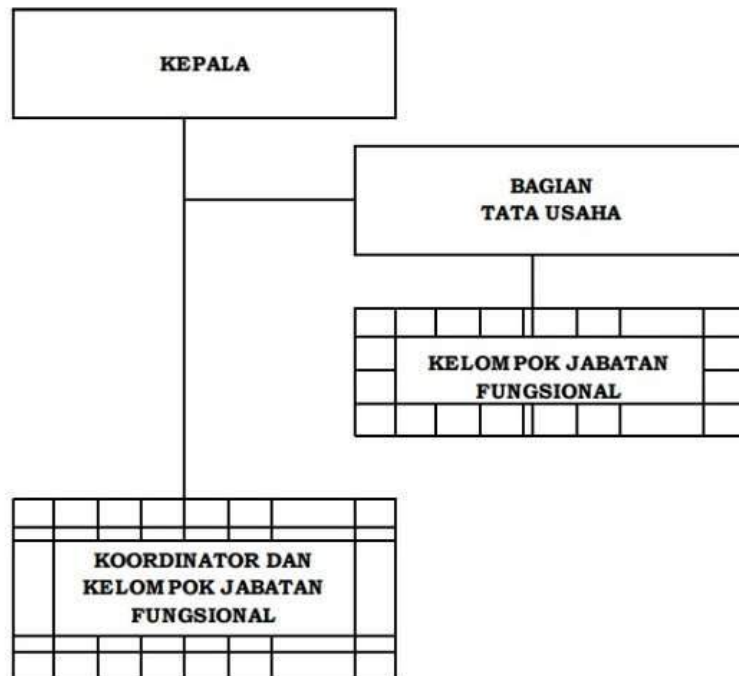 KEPALA
BAGIAN
TATA USAHA
KELOMPOK JABATAN
FUNGSIONAL
KOORDINATOR DAN
KELOMPOK JABATAN
FUNGSIONAL